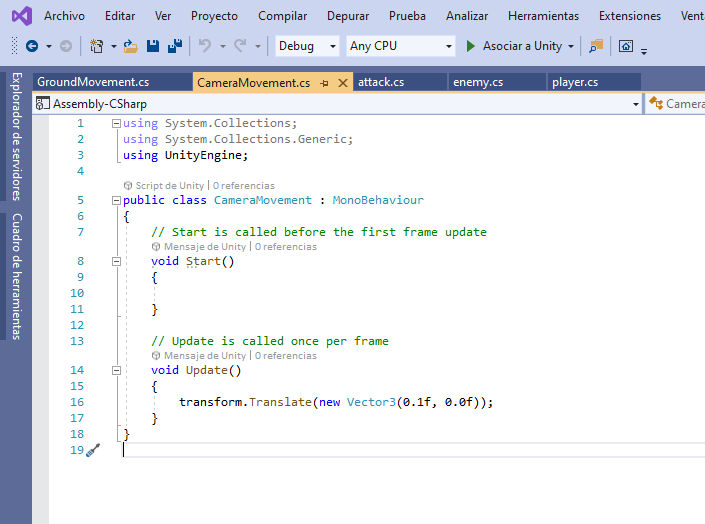 Archivo Editar Ver Proyecto Compilar Depurar Prueba Analizar Herramientas Extensiones Vent
Debug Any CPU Asociar a Unity
GroundMovement.cs CameraMovement.cs attack.cs enemy.cs player.cs
Assembly-CSharp Camera
Explorador de servidores
Cuadro de herramientas
1 using System.Collections;
2 using System.Collections.Generic;
3 using UnityEngine;
4
Script de Unity | 0 referencias
5 public class CameraMovement : MonoBehaviour
6 {
7 // Start is called before the first frame update
Mensaje de Unity | 0 referencias
8 void Start()
9 {
10
11 }
12
13 // Update is called once per frame
Mensaje de Unity | 0 referencias
14 void Update()
15 {
16 transform.Translate(new Vector3(0.1f, 0.0f));
17 }
18 }
19